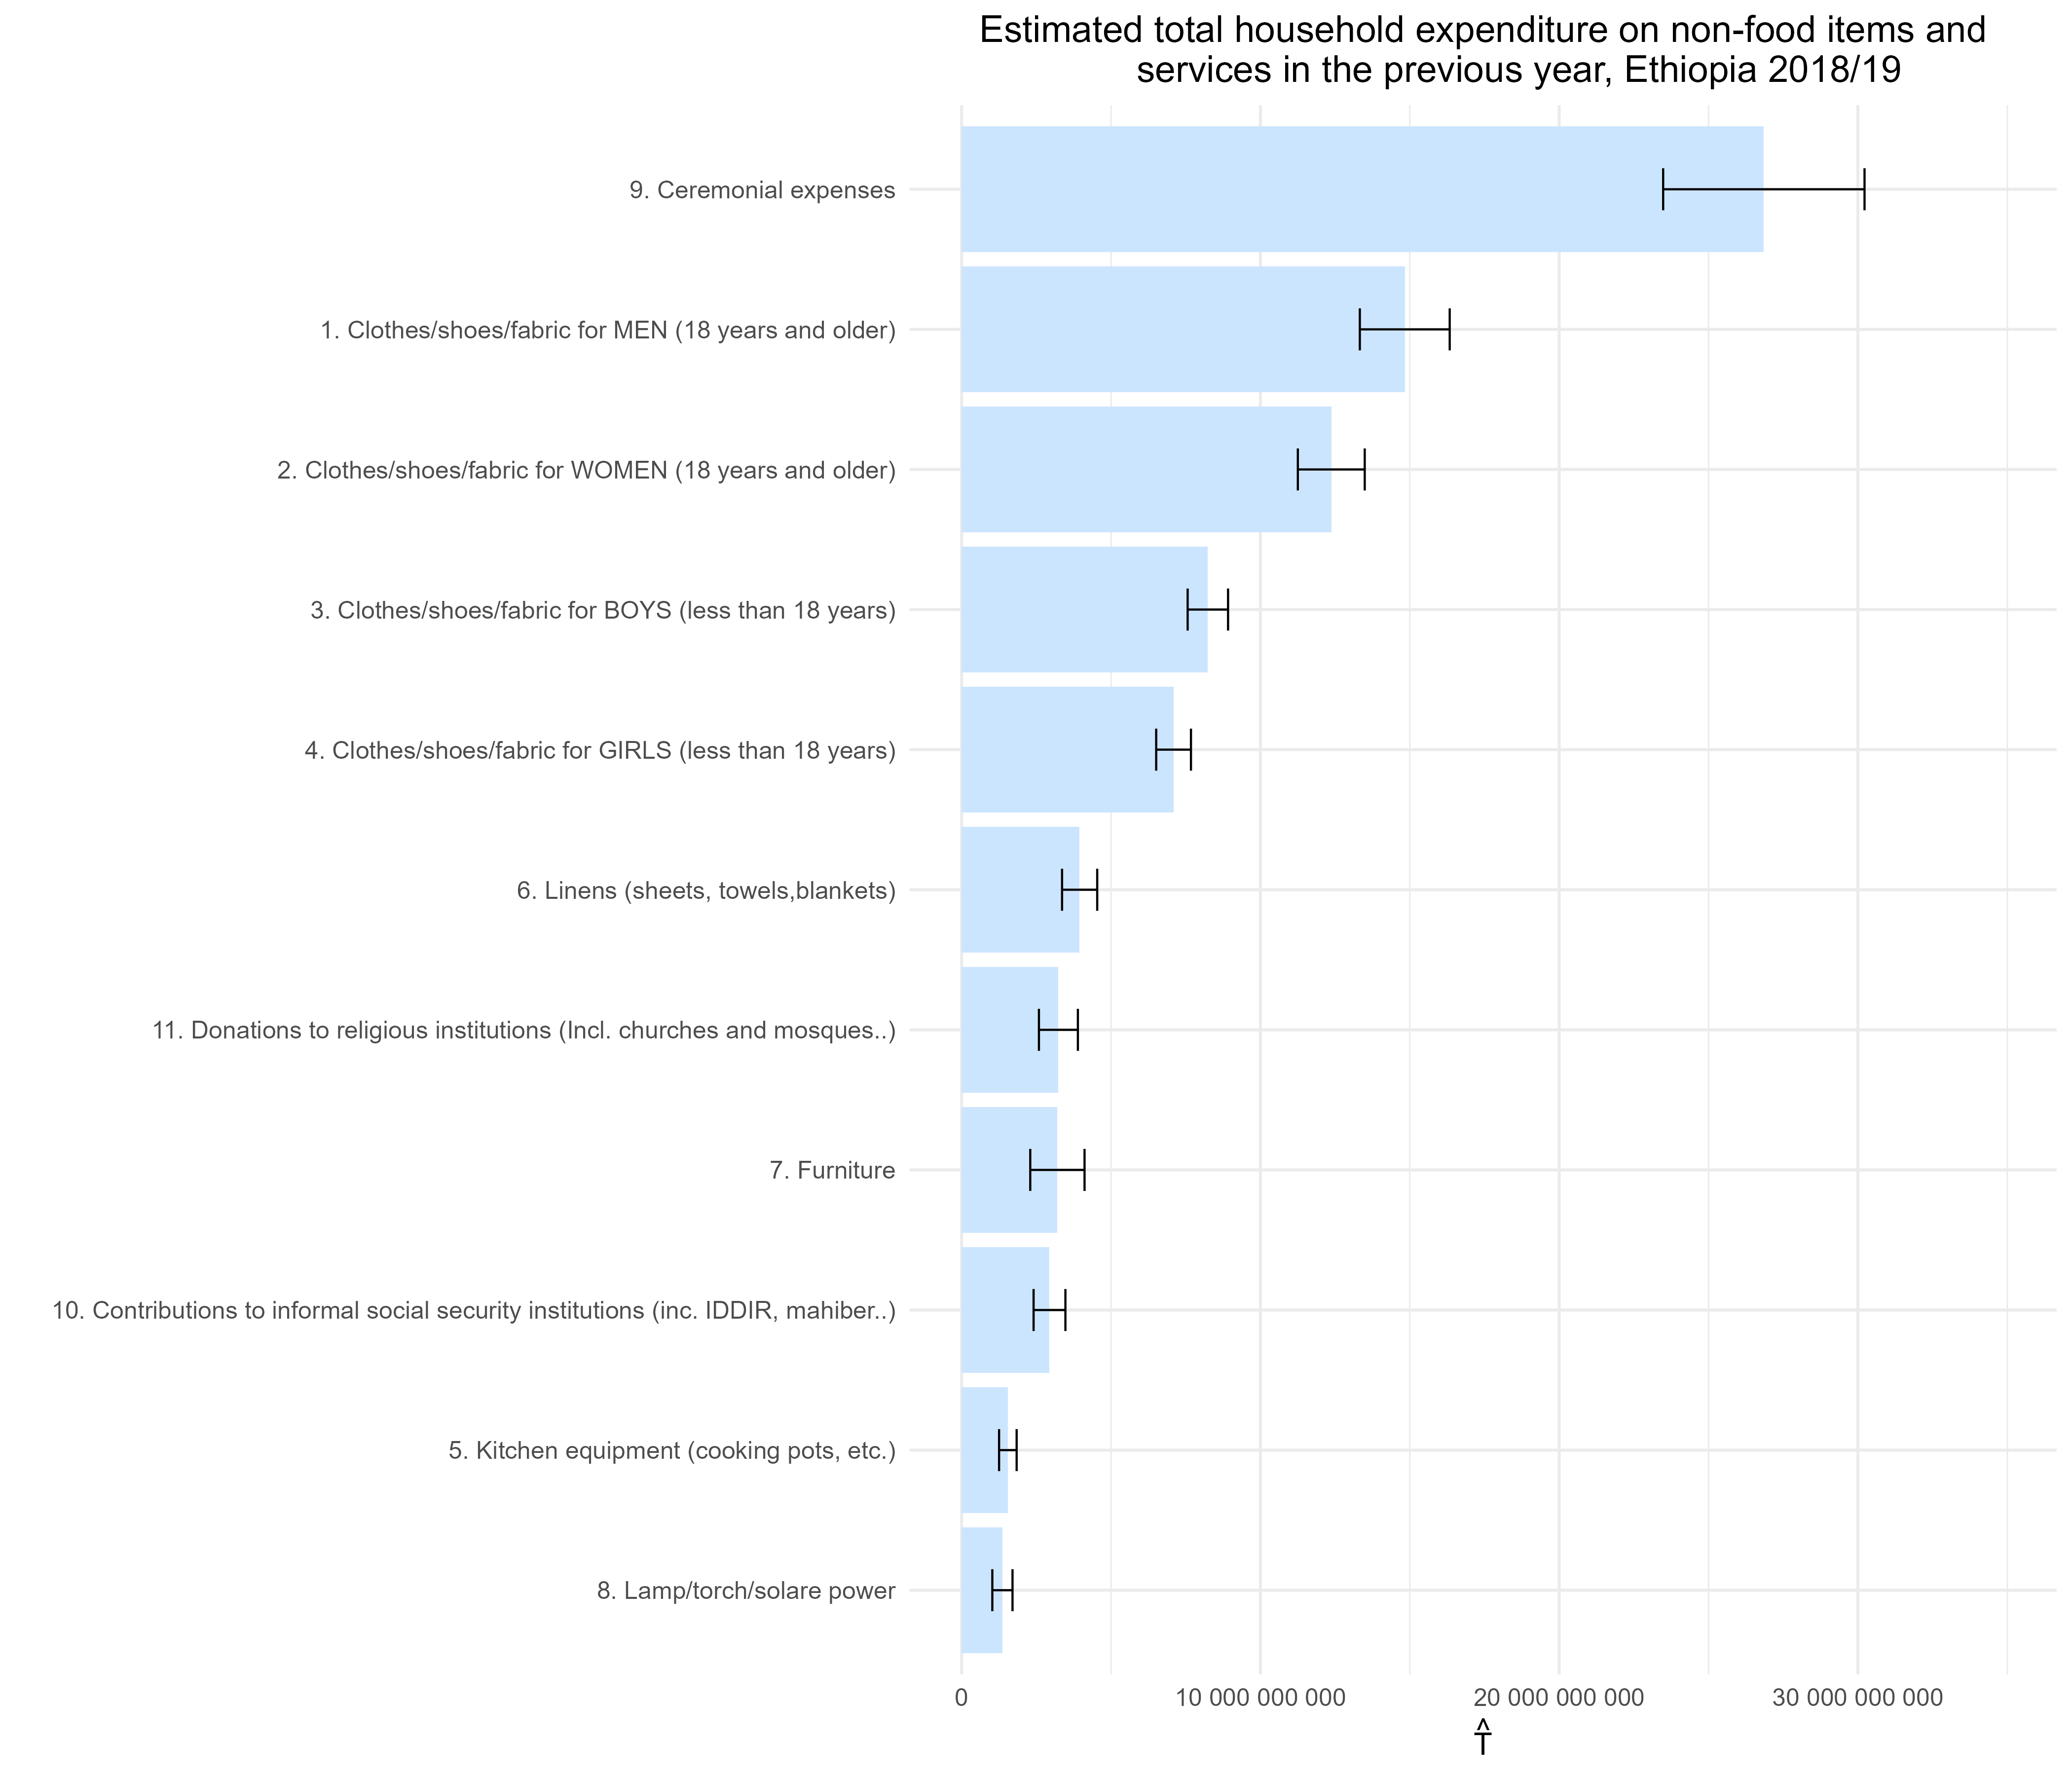 Estimated total household expenditure on non-food items and
services in the previous year, Ethiopia 2018/19
9. Ceremonial expenses
1. Clothes/shoes/fabric for MEN (18 years and older)
2. Clothes/shoes/fabric for WOMEN (18 years and older)
3. Clothes/shoes/fabric for BOYS (less than 18 years)
4. Clothes/shoes/fabric for GIRLS (less than 18 years)
6. Linens (sheets, towels,blankets)
11. Donations to religious institutions (Incl. churches and mosques..)
7. Furniture
10. Contributions to informal social security institutions (inc. IDDIR, mahiber..)
5. Kitchen equipment (cooking pots, etc.)
8. Lamp/torch/solare power
0 10 000 000 000 20 000 000 000 30 000 000 000
T̂